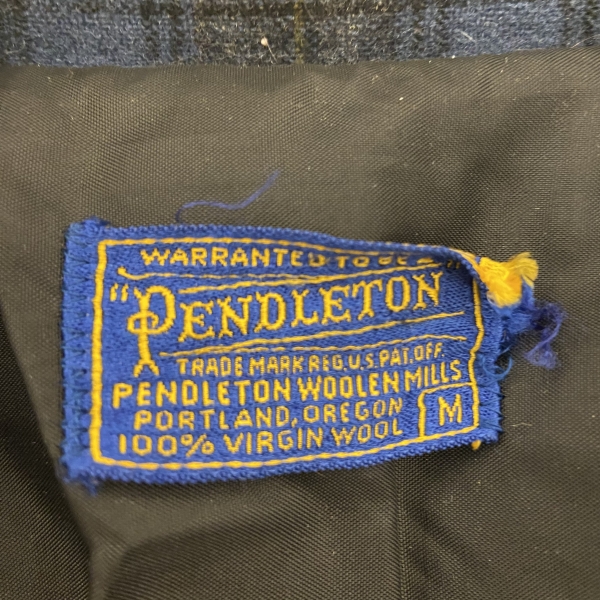 WARRANTED TO BE A
"PENDLETON
TRADE MARK REG. U.S. PAT. OFF.
PENDLETON WOOLEN MILLS
PORTLAND, OREGON
100% VIRGIN WOOL
M